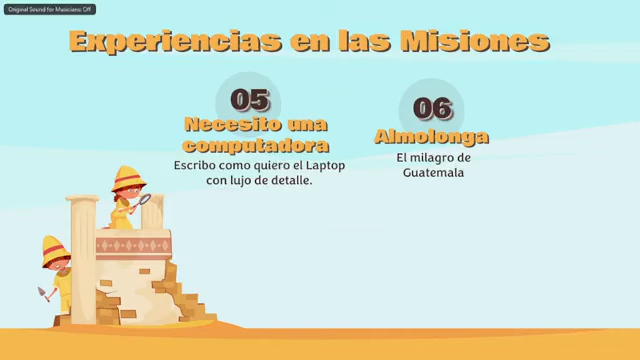 Original Sound for Musicians: Off
Experiencias en las Misiones
05
Necesito una
computadora
Escribo como quiero el Laptop
con lujo de detalle.
06
Almolonga
El milagro de
Guatemala